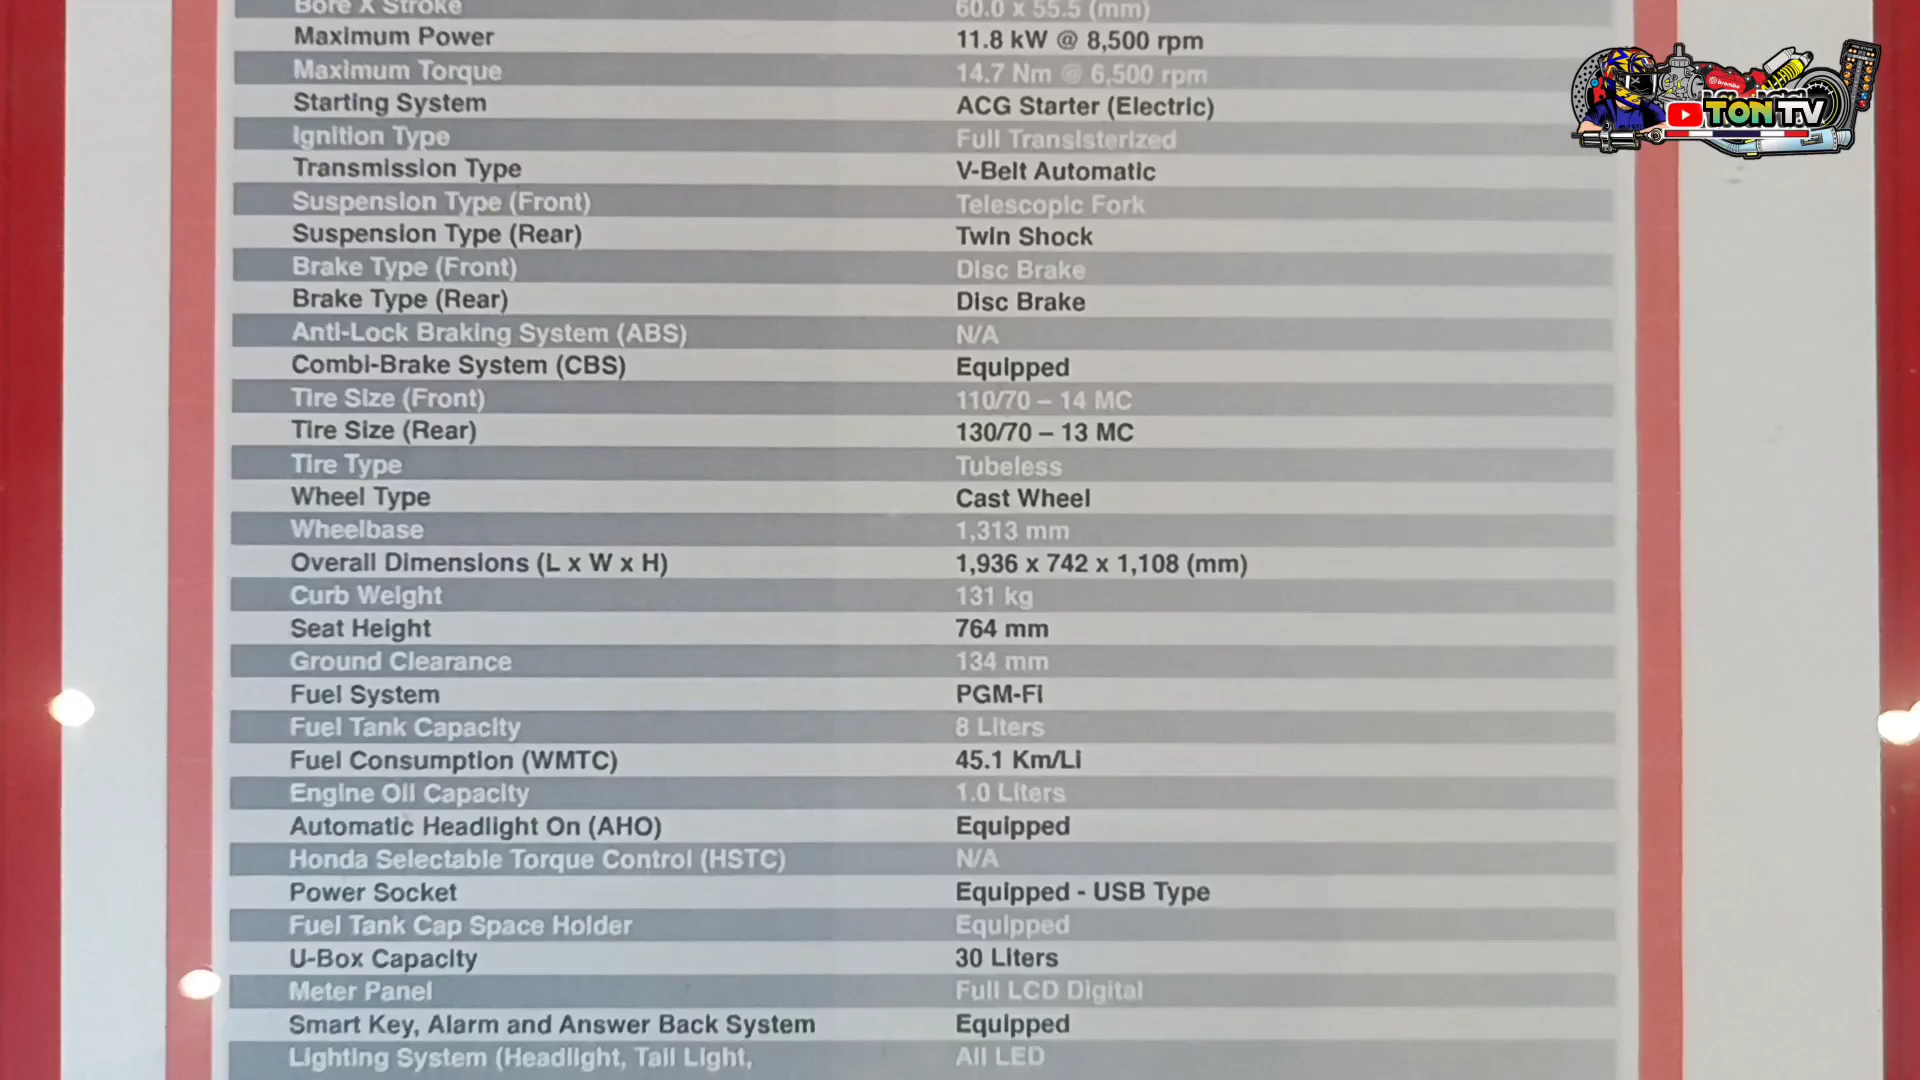 Bore X Stroke 60.0 x 55.5 (mm)
Maximum Power 11.8 kW @ 8,500 rpm
Maximum Torque 14.7 Nm @ 6,500 rpm
Starting System ACG Starter (Electric)
Ignition Type Full Transisterized
Transmission Type V-Belt Automatic
Suspension Type (Front) Telescopic Fork
Suspension Type (Rear) Twin Shock
Brake Type (Front) Disc Brake
Brake Type (Rear) Disc Brake
Anti-Lock Braking System (ABS) N/A
Combi-Brake System (CBS) Equipped
Tire Size (Front) 110/70 – 14 MC
Tire Size (Rear) 130/70 – 13 MC
Tire Type Tubeless
Wheel Type Cast Wheel
Wheelbase 1,313 mm
Overall Dimensions (L x W x H) 1,936 x 742 x 1,108 (mm)
Curb Weight 131 kg
Seat Height 764 mm
Ground Clearance 134 mm
Fuel System PGM-FI
Fuel Tank Capacity 8 Liters
Fuel Consumption (WMTC) 45.1 Km/Li
Engine Oil Capacity 1.0 Liters
Automatic Headlight On (AHO) Equipped
Honda Selectable Torque Control (HSTC) N/A
Power Socket Equipped - USB Type
Fuel Tank Cap Space Holder Equipped
U-Box Capacity 30 Liters
Meter Panel Full LCD Digital
Smart Key, Alarm and Answer Back System Equipped
Lighting System (Headlight, Tail Light, All LED
brembo
TON TV